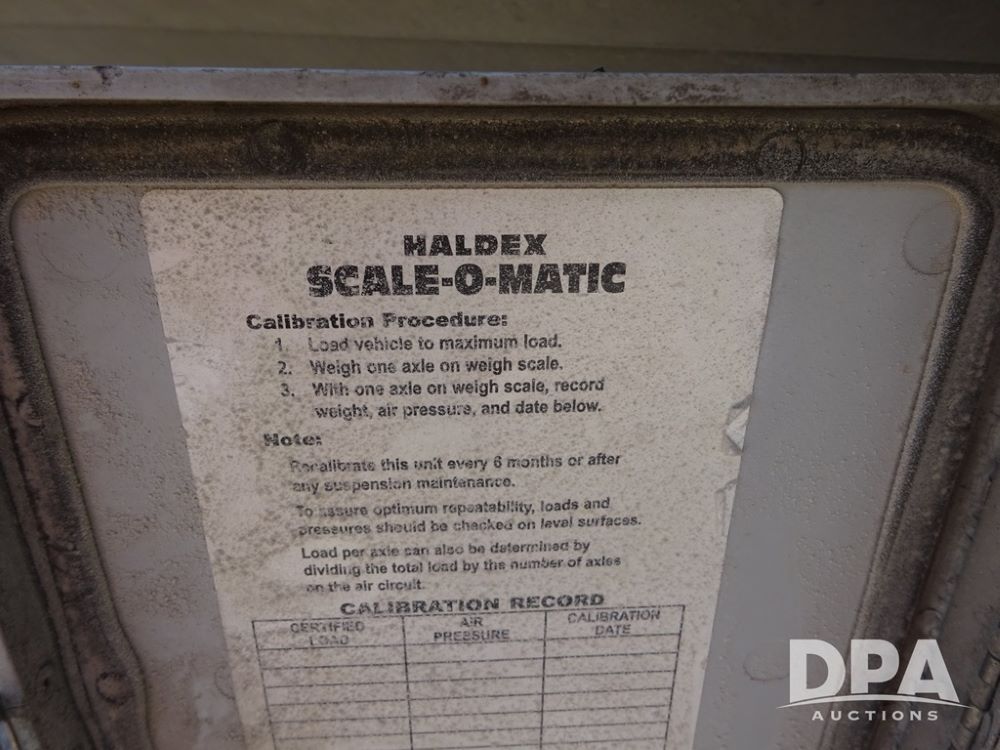 HALDEX
SCALE-O-MATIC
Calibration Procedure:
1. Load vehicle to maximum load.
2. Weigh one axle on weigh scale.
3. With one axle on weigh scale, record
weight, air pressure, and date below.
Note:
Recalibrate this unit every 6 months or after
any suspension maintenance.
To assure optimum repeatability, loads and
pressures should be checked on level surfaces.
Load per axle can also be determined by
dividing the total load by the number of axles
on the air circuit.
CALIBRATION RECORD
CERTIFIED LOAD
AIR PRESSURE
CALIBRATION DATE
DPA
AUCTIONS